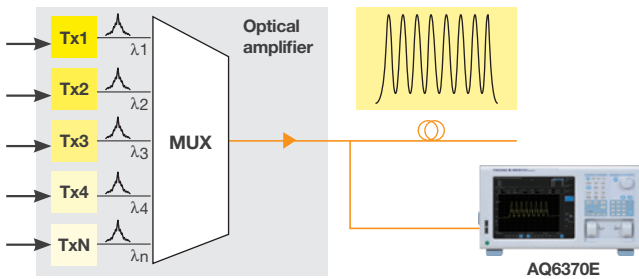 Tx1
λ1
Tx2
λ2
Tx3
λ3
Tx4
λ4
TxN
λn
MUX
Optical
amplifier
AQ6370E